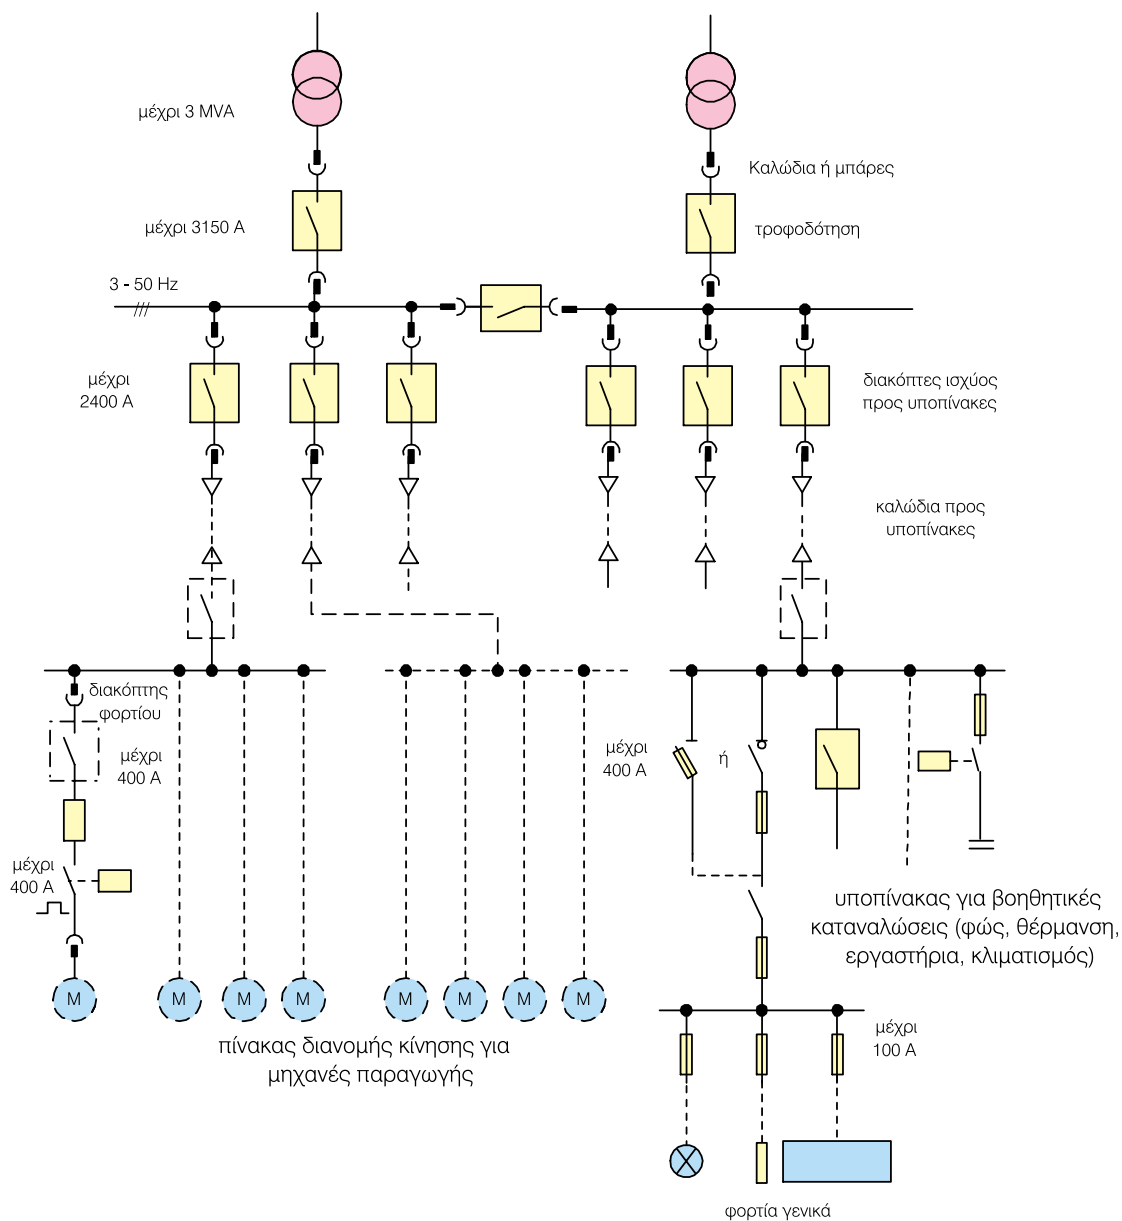 μέχρι 3 MVA
Καλώδια ή μπάρες
μέχρι 3150 A
τροφοδότηση
3 - 50 Hz
μέχρι
2400 A
διακόπτες ισχύος
προς υποπίνακες
καλώδια προς
υποπίνακες
διακόπτης
φορτίου
μέχρι
400 A
μέχρι
400 A
ή
μέχρι
400 A
υποπίνακας για βοηθητικές
καταναλώσεις (φώς, θέρμανση,
εργαστήρια, κλιματισμός)
M M M M M M M M
πίνακας διανομής κίνησης για
μηχανές παραγωγής
μέχρι
100 A
φορτία γενικά